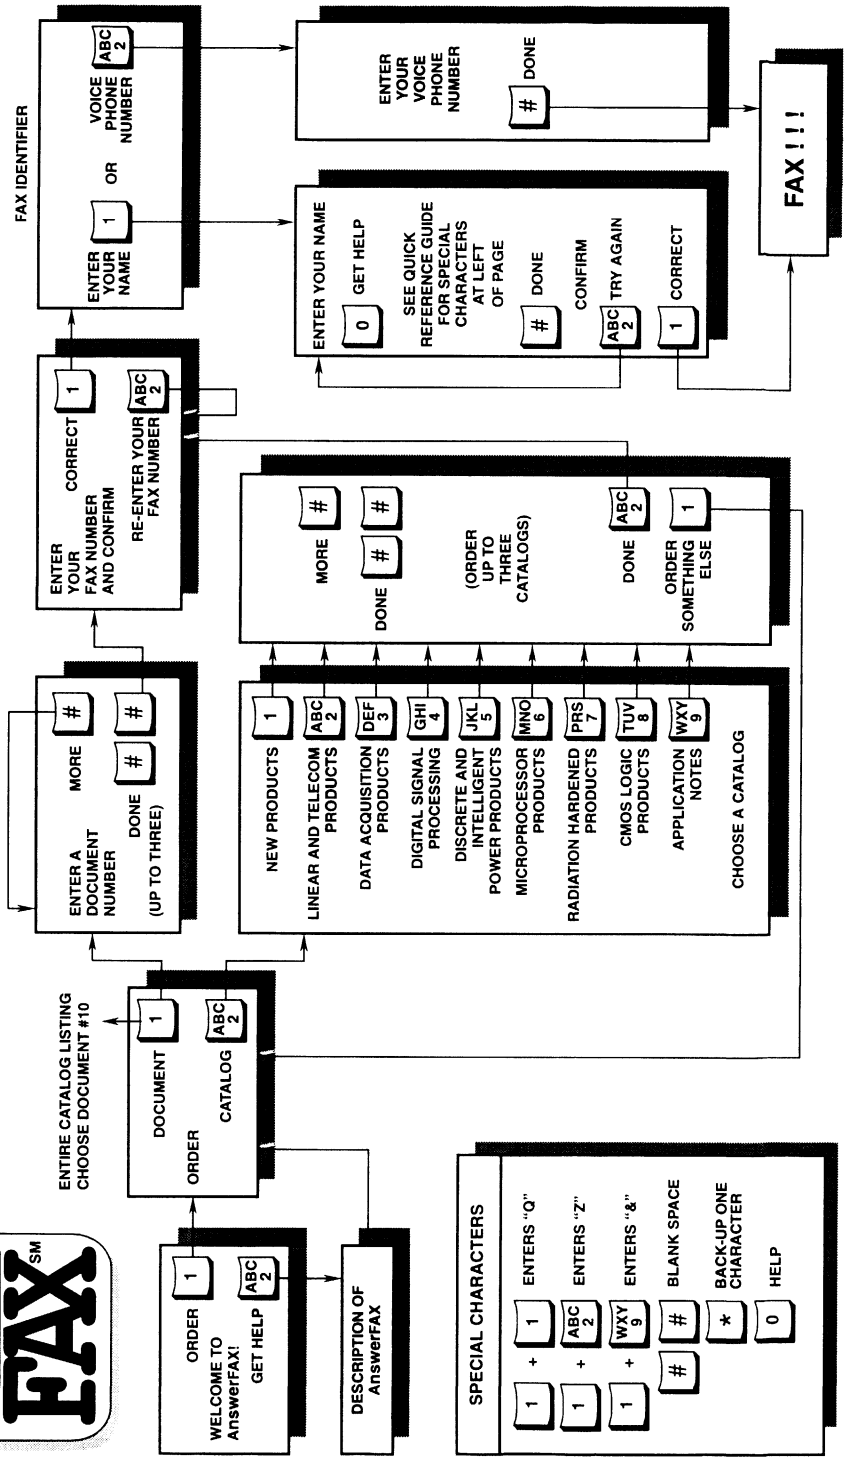 FAX
SM
WELCOME TO
AnswerFAX!
ORDER
1
GET HELP
ABC
2
DESCRIPTION OF
AnswerFAX
ENTIRE CATALOG LISTING
CHOOSE DOCUMENT #10
ORDER
DOCUMENT
1
CATALOG
ABC
2
ENTER A
DOCUMENT
NUMBER
MORE
#
DONE
# #
(UP TO THREE)
ENTER
YOUR
FAX NUMBER
AND CONFIRM
CORRECT
1
RE-ENTER YOUR
FAX NUMBER
ABC
2
FAX IDENTIFIER
ENTER
YOUR
NAME
1
OR
VOICE
PHONE
NUMBER
ABC
2
NEW PRODUCTS
1
LINEAR AND TELECOM
PRODUCTS
ABC
2
DATA ACQUISITION
PRODUCTS
DEF
3
DIGITAL SIGNAL
PROCESSING
GHI
4
DISCRETE AND
INTELLIGENT
POWER PRODUCTS
JKL
5
MICROPROCESSOR
PRODUCTS
MNO
6
RADIATION HARDENED
PRODUCTS
PRS
7
CMOS LOGIC
PRODUCTS
TUV
8
APPLICATION
NOTES
WXY
9
CHOOSE A CATALOG
MORE
#
DONE
# #
(ORDER
UP TO
THREE
CATALOGS)
DONE
ABC
2
ORDER
SOMETHING
ELSE
1
ENTER YOUR NAME
0
GET HELP
SEE QUICK
REFERENCE GUIDE
FOR SPECIAL
CHARACTERS
AT LEFT
OF PAGE
#
DONE
CONFIRM
ABC
2
TRY AGAIN
1
CORRECT
ENTER
YOUR
VOICE
PHONE
NUMBER
#
DONE
FAX ! ! !
SPECIAL CHARACTERS
1 + 1 ENTERS “Q”
1 + ABC 2 ENTERS “Z”
1 + WXY 9 ENTERS “&”
# # BLANK SPACE
* BACK-UP ONE
CHARACTER
0 HELP